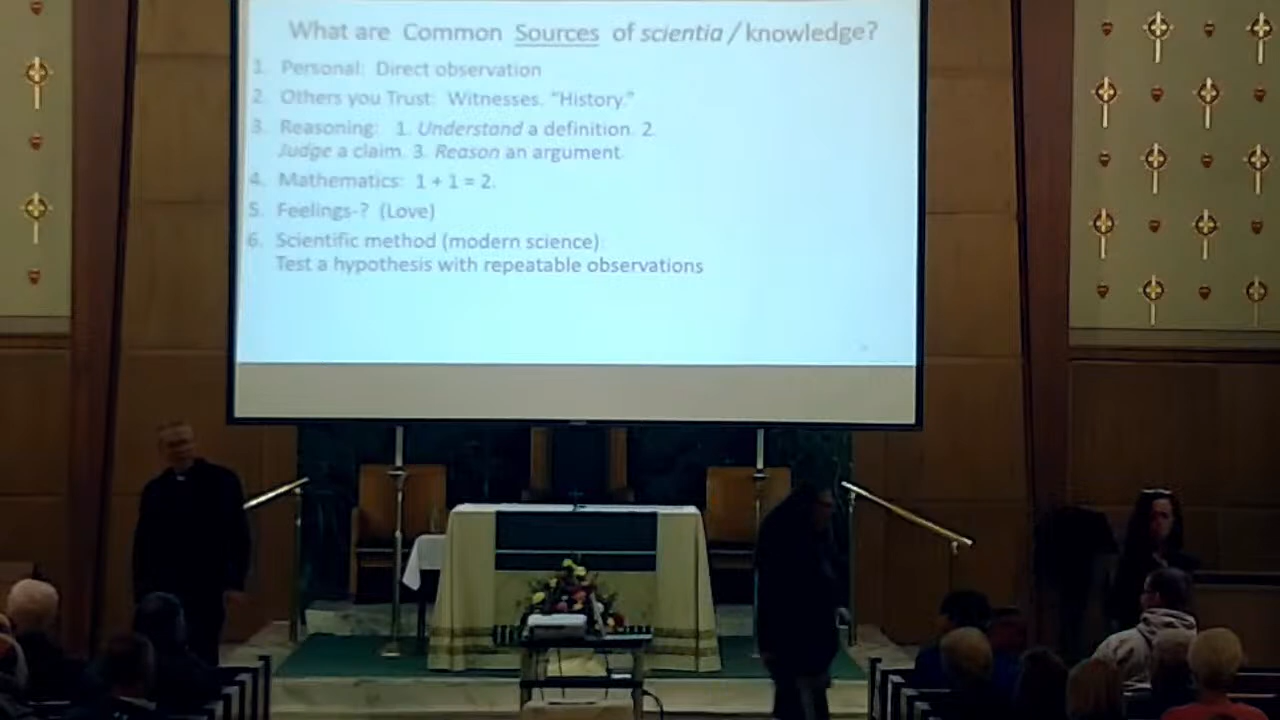 What are Common Sources of scientia / knowledge?
1. Personal: Direct observation
2. Others you Trust: Witnesses. "History."
3. Reasoning: 1. Understand a definition. 2.
Judge a claim. 3. Reason an argument.
4. Mathematics: 1 + 1 = 2.
5. Feelings-? (Love)
6. Scientific method (modern science):
Test a hypothesis with repeatable observations